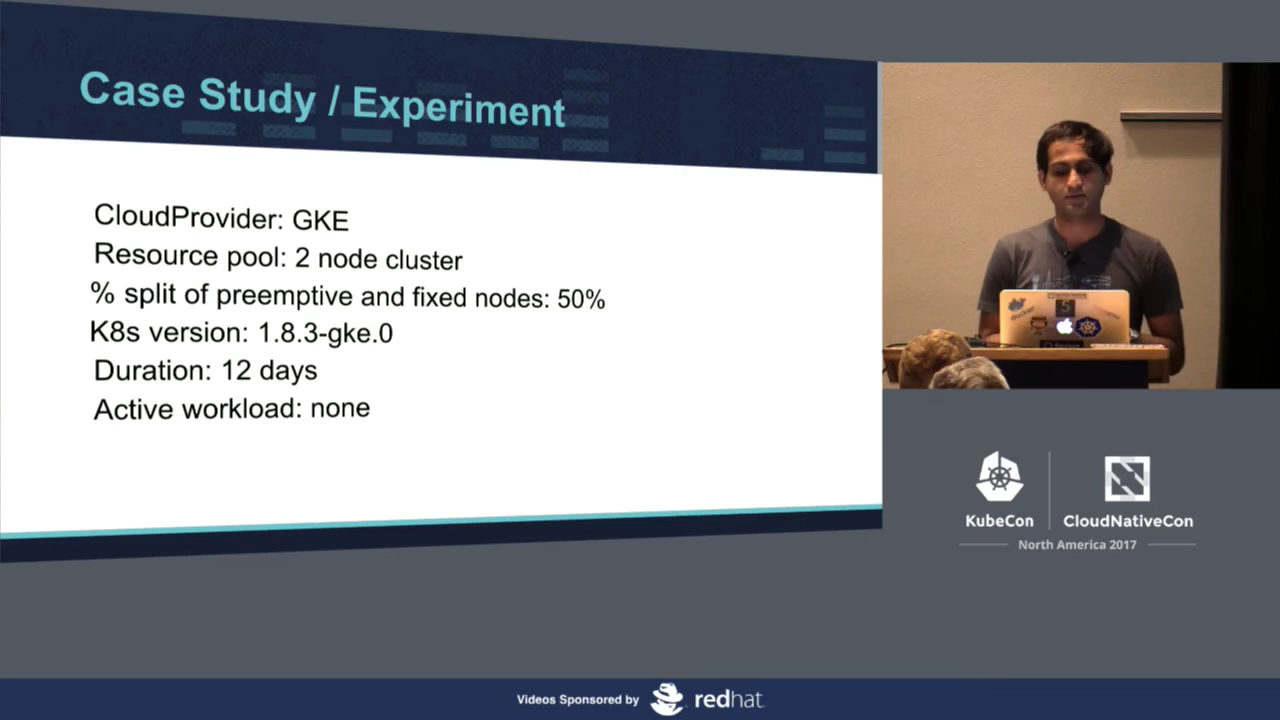 Case Study / Experiment
CloudProvider: GKE
Resource pool: 2 node cluster
% split of preemptive and fixed nodes: 50%
K8s version: 1.8.3-gke.0
Duration: 12 days
Active workload: none
docker
5
KubeCon
CloudNativeCon
North America 2017
Videos Sponsored by
redhat